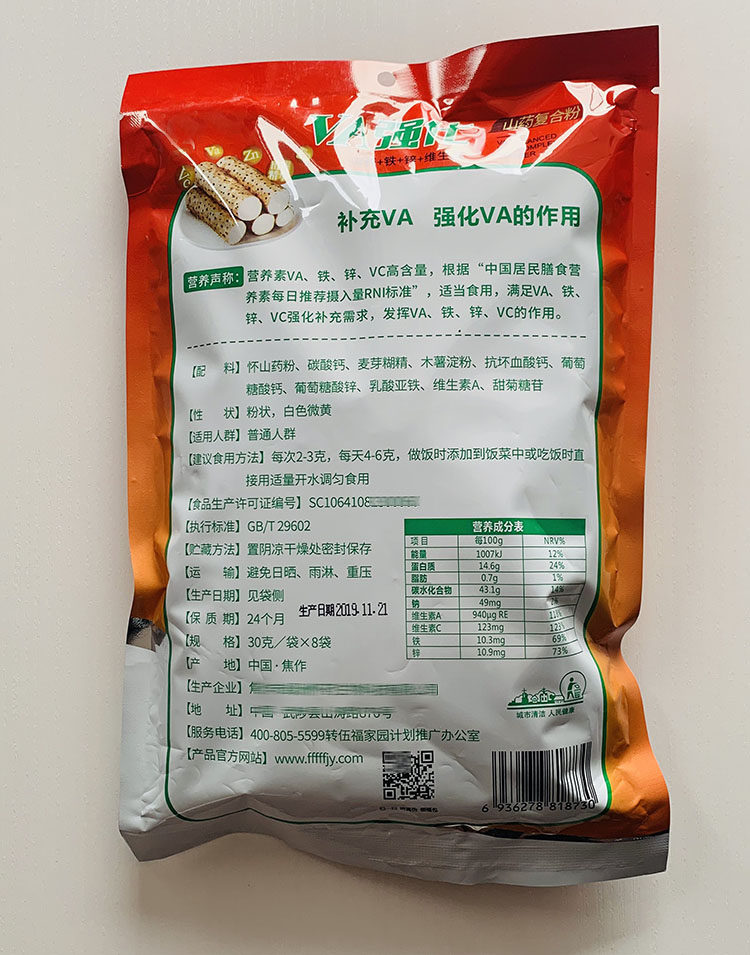 Va
Zn
Vc
VA强化
山药复合粉
+铁+锌+维生
补充VA 强化VA的作用
营养声称： 营养素VA、铁、锌、VC高含量，根据“中国居民膳食营
养素每日推荐摄入量RNI标准”，适当食用，满足VA、铁、
锌、VC强化补充需求，发挥VA、铁、锌、VC的作用。
【配 料】怀山药粉、碳酸钙、麦芽糊精、木薯淀粉、抗坏血酸钙、葡萄
糖酸钙、葡萄糖酸锌、乳酸亚铁、维生素A、甜菊糖苷
【性 状】粉状，白色微黄
【适用人群】普通人群
【建议食用方法】每次2-3克，每天4-6克，做饭时添加到饭菜中或吃饭时直
接用适量开水调匀食用
【食品生产许可证编号】SC1064108
【执行标准】GB/T 29602
【贮藏方法】置阴凉干燥处密封保存
【运 输】避免日晒、雨淋、重压
【生产日期】见袋侧
【保 质 期】24个月
生产日期2019.11.21
【规 格】30克／袋×8袋
【产 地】中国·焦作
【生产企业】
【地 址】
【服务电话】400-805-5599转伍福家园计划推广办公室
【产品官方网站】www.fffffjy.com
营养成分表
项目 每100g NRV%
能量 1007kJ 12%
蛋白质 14.6g 24%
脂肪 0.7g 1%
碳水化合物 43.1g 14%
钠 49mg
维生素A 940μg RE
维生素C 123mg
铁 10.3mg 69%
锌 10.9mg 73%
城市清洁 人民健康
6 936278 818730